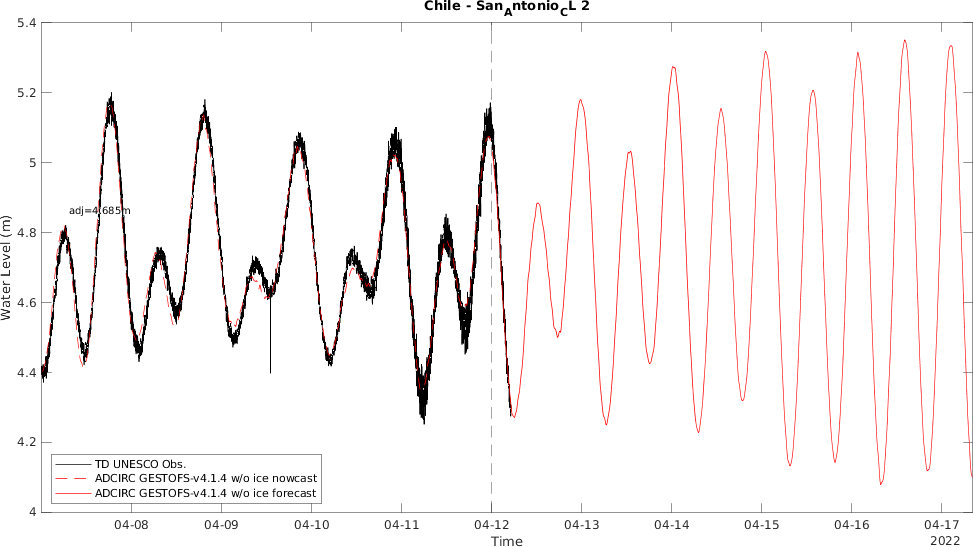 Chile - San_Antonio_CL 2
5.4
5.2
5
4.8
4.6
4.4
4.2
4
Water Level (m)
adj=4.685m
TD UNESCO Obs.
ADCIRC GESTOFS-v4.1.4 w/o ice nowcast
ADCIRC GESTOFS-v4.1.4 w/o ice forecast
04-08 04-09 04-10 04-11 04-12 04-13 04-14 04-15 04-16 04-17
Time
2022